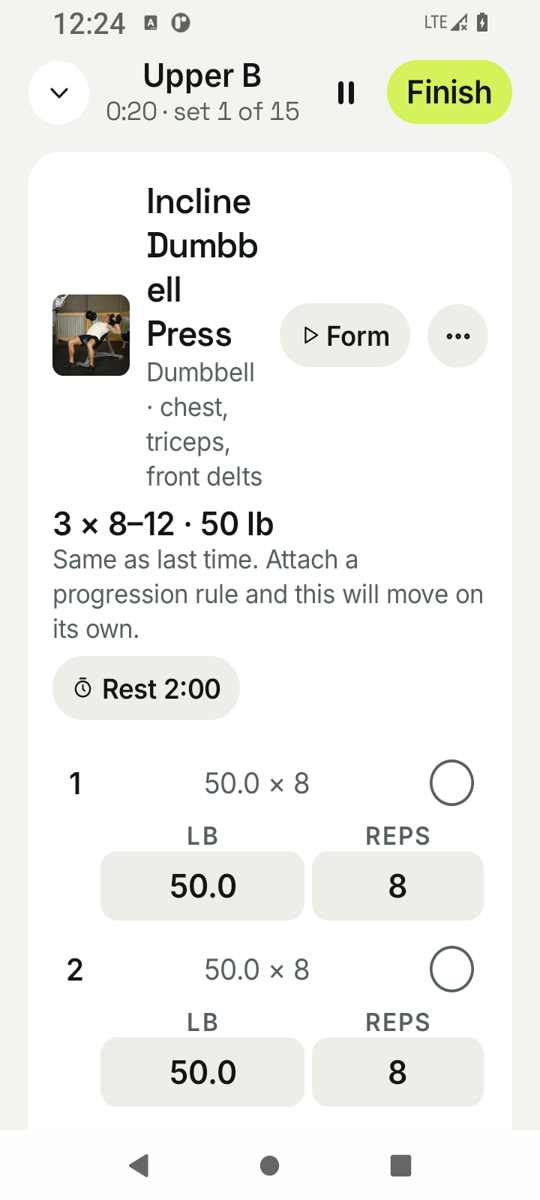 12:24
LTE
Upper B
0:20 · set 1 of 15
Finish
Incline
Dumbb
ell
Press
Dumbbell
· chest,
triceps,
front delts
Form
3 × 8–12 · 50 lb
Same as last time. Attach a
progression rule and this will move on
its own.
Rest 2:00
1
50.0 × 8
LB
REPS
50.0
8
2
50.0 × 8
LB
REPS
50.0
8